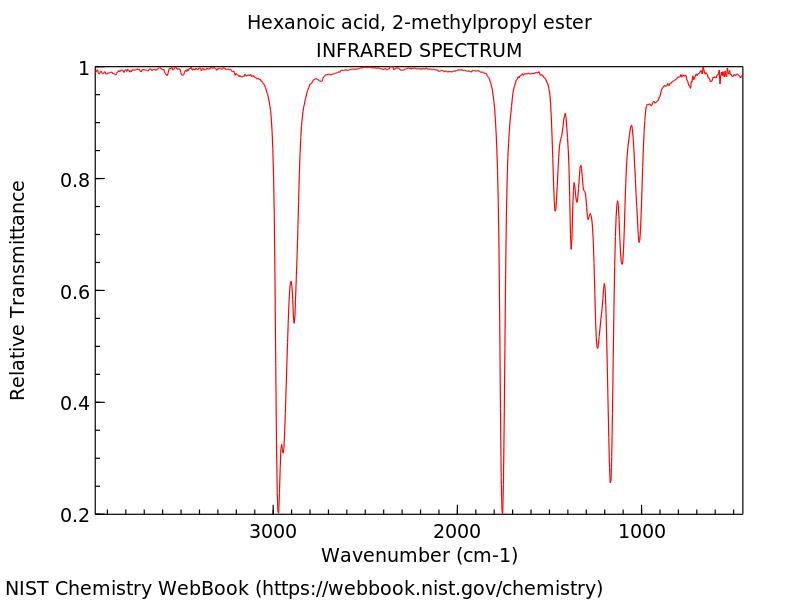 Hexanoic acid, 2-methylpropyl ester
INFRARED SPECTRUM
1
0.8
0.6
0.4
0.2
Relative Transmittance
3000 2000 1000
Wavenumber (cm-1)
NIST Chemistry WebBook (https://webbook.nist.gov/chemistry)